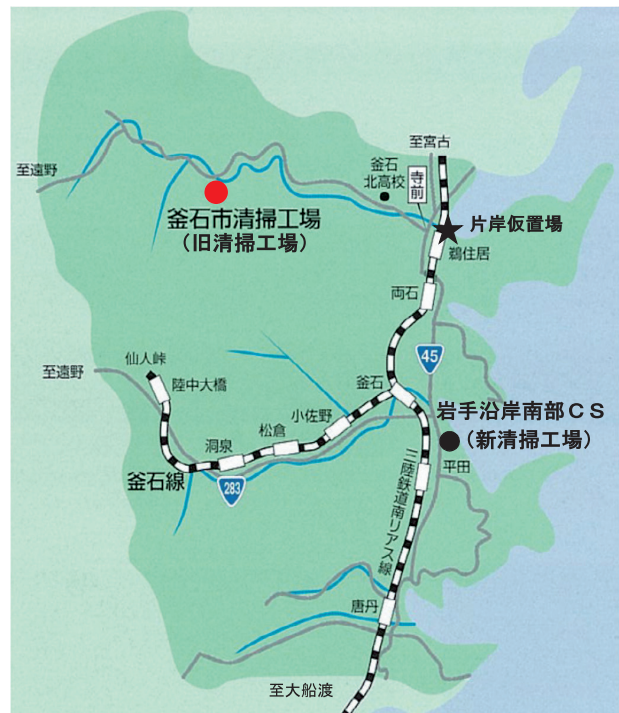 至宮古
至遠野
釜石
北高校
寺前
釜石市清掃工場
（旧清掃工場）
片岸仮置場
鵜住居
両石
45
仙人峠
至遠野
陸中大橋
釜石
小佐野
松倉
洞泉
釜石線
283
岩手沿岸南部ＣＳ
（新清掃工場）
平田
三陸鉄道南リアス線
唐丹
至大船渡